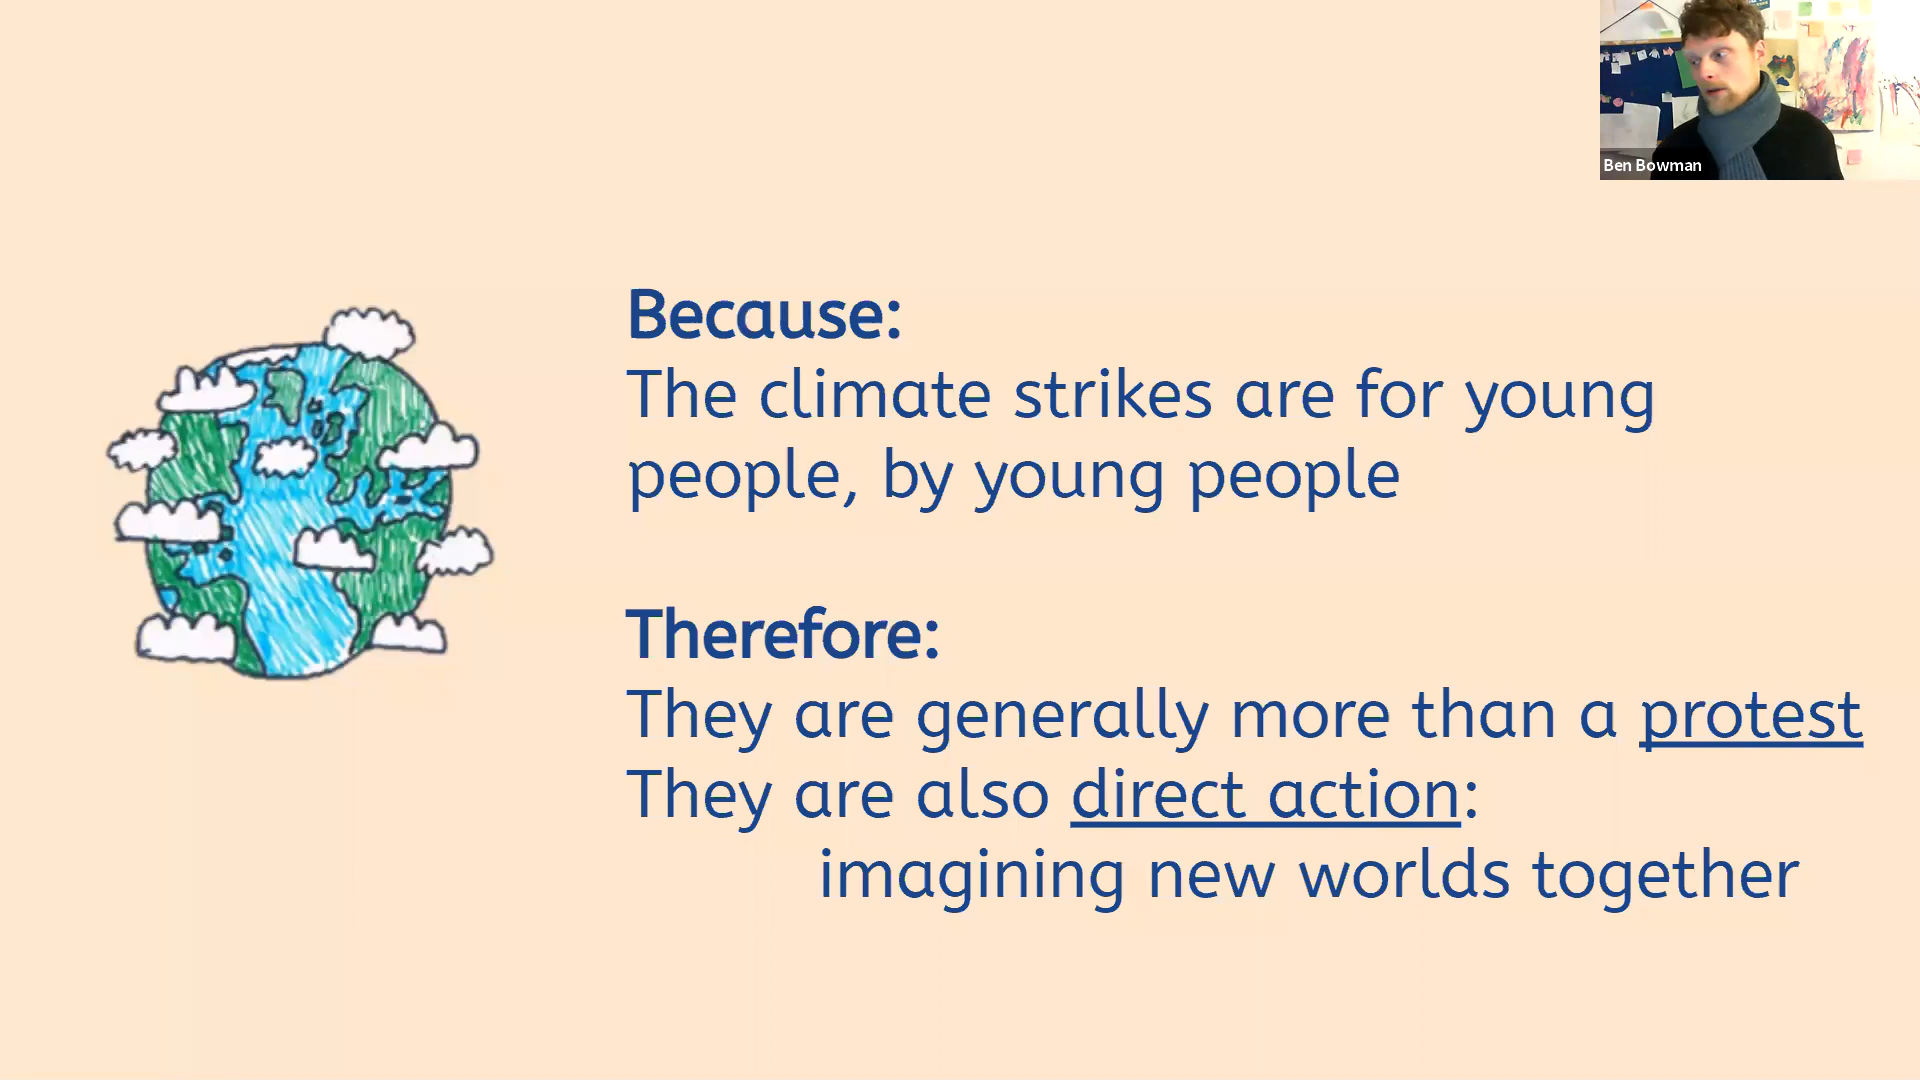 Ben Bowman
Because:
The climate strikes are for young
people, by young people
Therefore:
They are generally more than a protest
They are also direct action:
imagining new worlds together